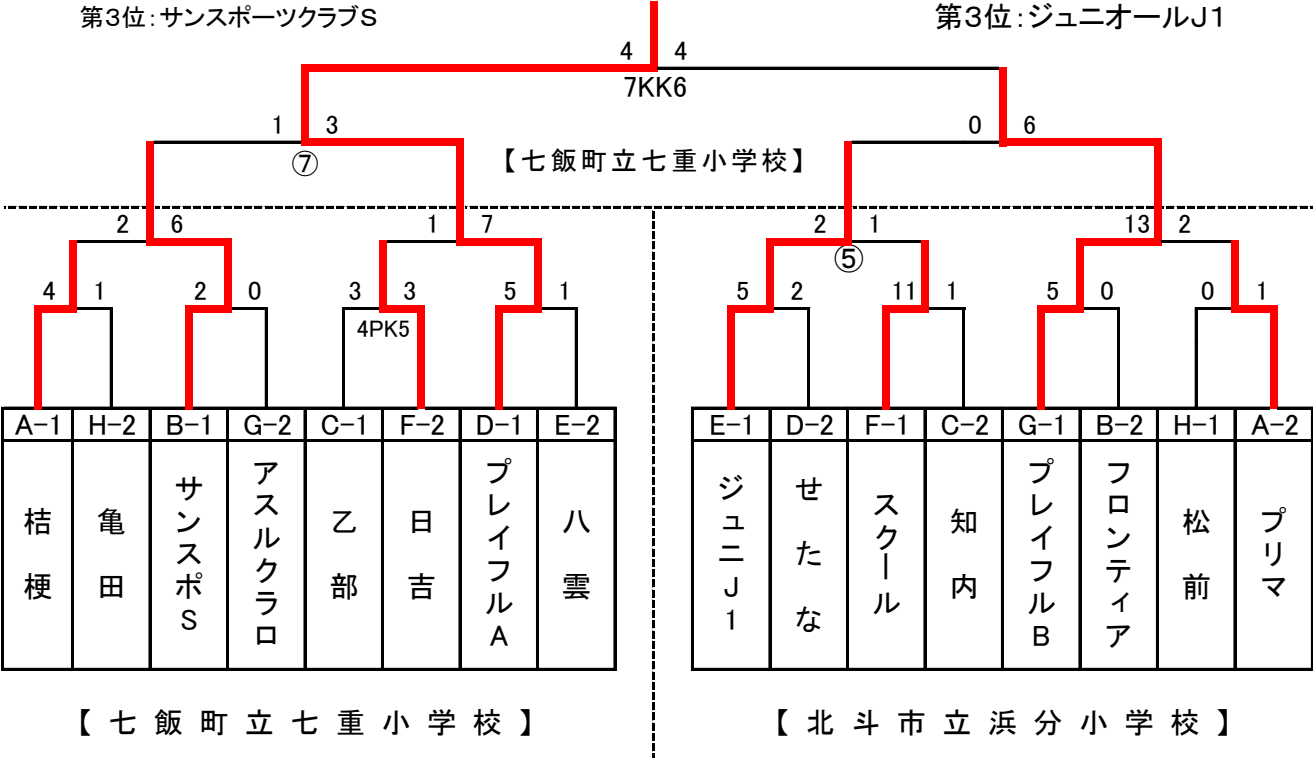 第3位:サンスポーツクラブS 第3位:ジュニオールJ1
4 4
7KK6
1 3 0 6
⑦ 【七飯町立七重小学校】
2 6 1 7 2 1 13 2
⑤
4 1 2 0 3 3 5 1 5 2 11 1 5 0 0 1
4PK5
A-1 H-2 B-1 G-2 C-1 F-2 D-1 E-2 E-1 D-2 F-1 C-2 G-1 B-2 H-1 A-2
桔梗
亀田
サンスポS
アスルクラロ
乙部
日吉
プレイフルA
八雲
ジュニJ1
せたな
スクール
知内
プレイフルB
フロンティア
松前
プリマ
【七飯町立七重小学校】 【北斗市立浜分小学校】